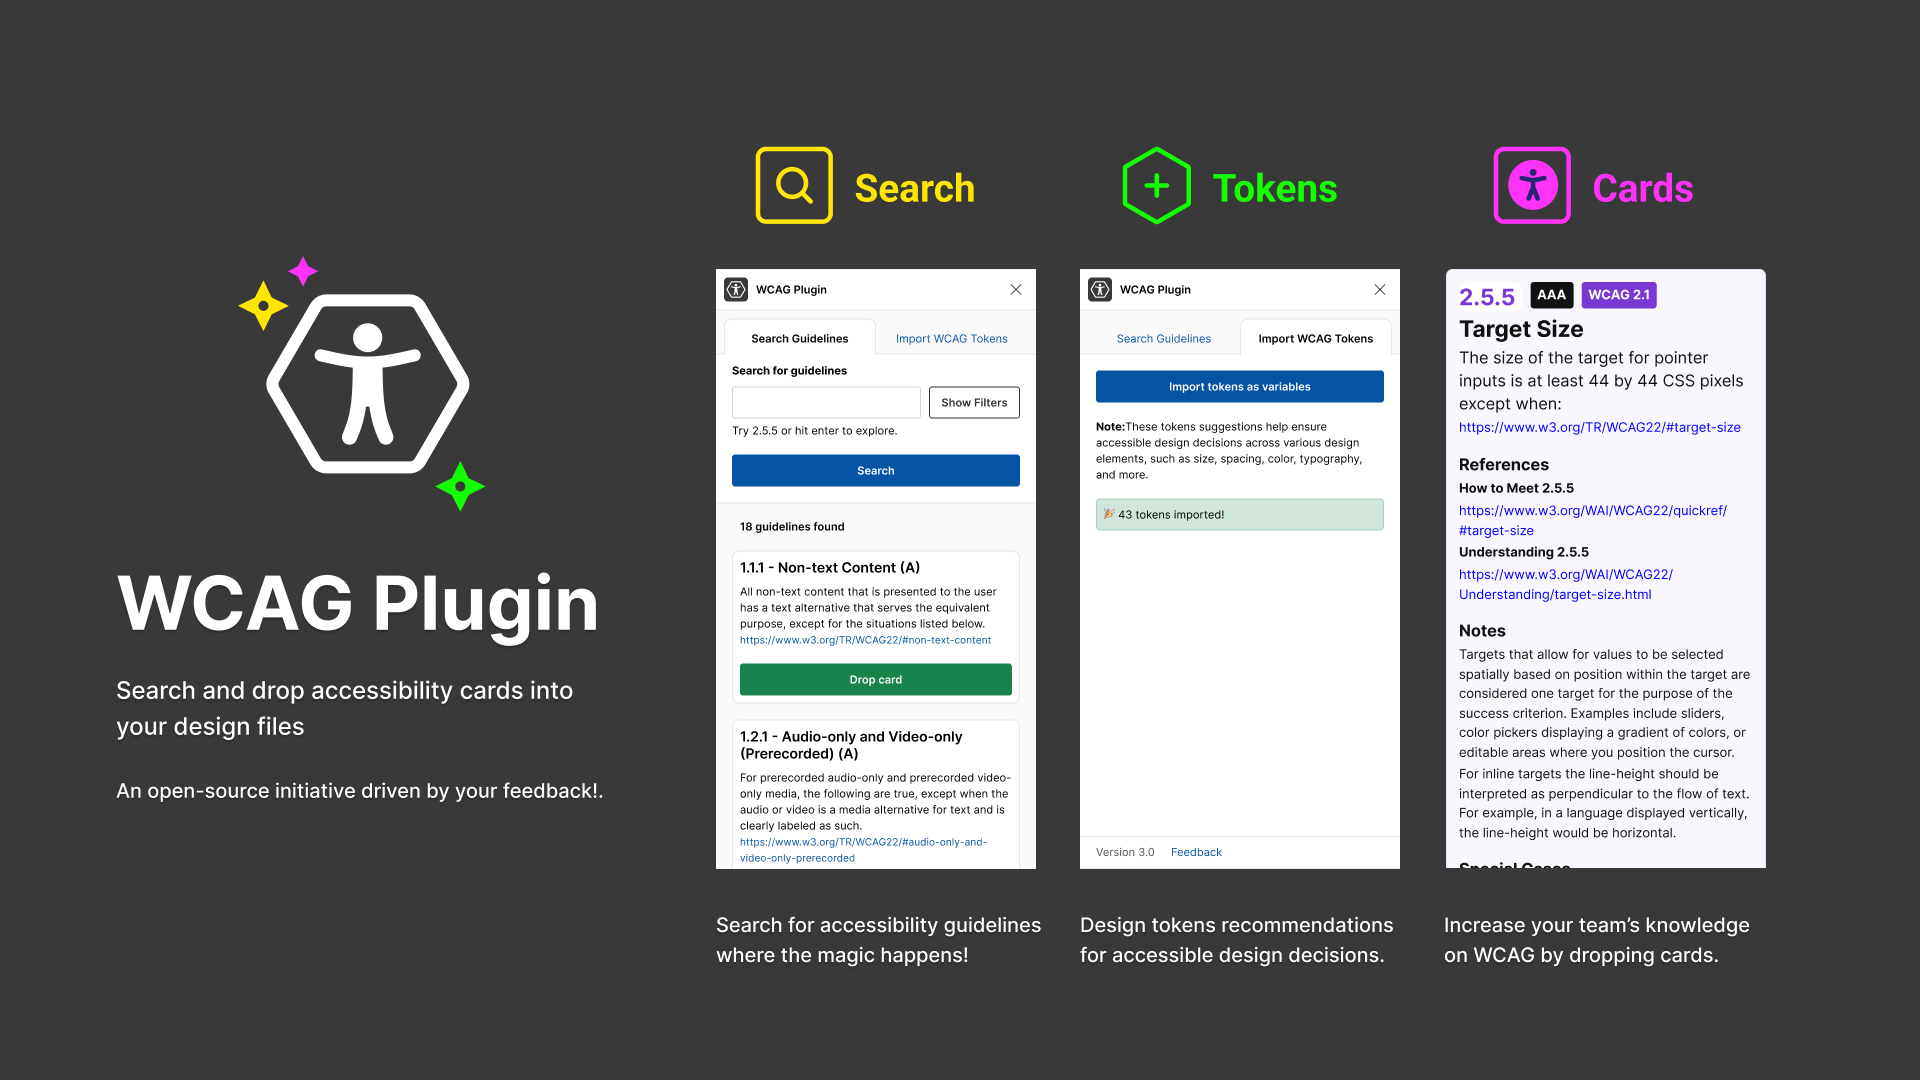 WCAG Plugin
Search and drop accessibility cards into
your design files
An open-source initiative driven by your feedback!.
Search
WCAG Plugin
Search Guidelines
Import WCAG Tokens
Search for guidelines
Show Filters
Try 2.5.5 or hit enter to explore.
Search
18 guidelines found
1.1.1 - Non-text Content (A)
All non-text content that is presented to the user
has a text alternative that serves the equivalent
purpose, except for the situations listed below.
https://www.w3.org/TR/WCAG22/#non-text-content
Drop card
1.2.1 - Audio-only and Video-only
(Prerecorded) (A)
For prerecorded audio-only and prerecorded video-
only media, the following are true, except when the
audio or video is a media alternative for text and is
clearly labeled as such.
https://www.w3.org/TR/WCAG22/#audio-only-and-
video-only-prerecorded
Search for accessibility guidelines
where the magic happens!
Tokens
WCAG Plugin
Search Guidelines
Import WCAG Tokens
Import tokens as variables
Note:These tokens suggestions help ensure
accessible design decisions across various design
elements, such as size, spacing, color, typography,
and more.
🎉 43 tokens imported!
Version 3.0
Feedback
Design tokens recommendations
for accessible design decisions.
Cards
2.5.5 AAA WCAG 2.1
Target Size
The size of the target for pointer
inputs is at least 44 by 44 CSS pixels
except when:
https://www.w3.org/TR/WCAG22/#target-size
References
How to Meet 2.5.5
https://www.w3.org/WAI/WCAG22/quickref/
#target-size
Understanding 2.5.5
https://www.w3.org/WAI/WCAG22/
Understanding/target-size.html
Notes
Targets that allow for values to be selected
spatially based on position within the target are
considered one target for the purpose of the
success criterion. Examples include sliders,
color pickers displaying a gradient of colors, or
editable areas where you position the cursor.
For inline targets the line-height should be
interpreted as perpendicular to the flow of text.
For example, in a language displayed vertically,
the line-height would be horizontal.
Special Cases
Increase your team’s knowledge
on WCAG by dropping cards.